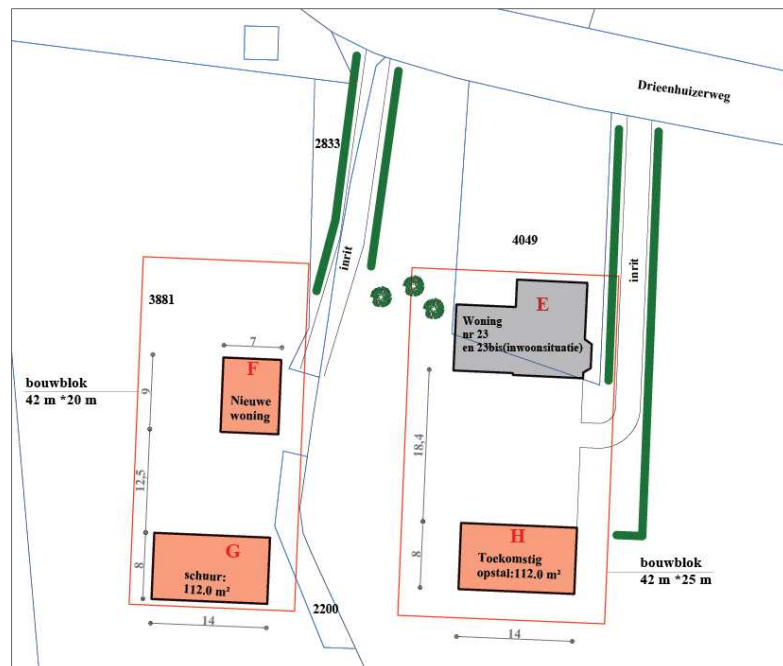 Drieenhuizerweg
2833
4049
inrit
inrit
3881
E
Woning
nr 23
en 23bis(inwoonsituatie)
7
F
Nieuwe
woning
bouwblok
42 m *20 m
9
18,4
12,5
G
schuur:
112.0 m²
8
H
Toekomstig
opstal:112.0 m²
8
bouwblok
42 m *25 m
2200
14
14